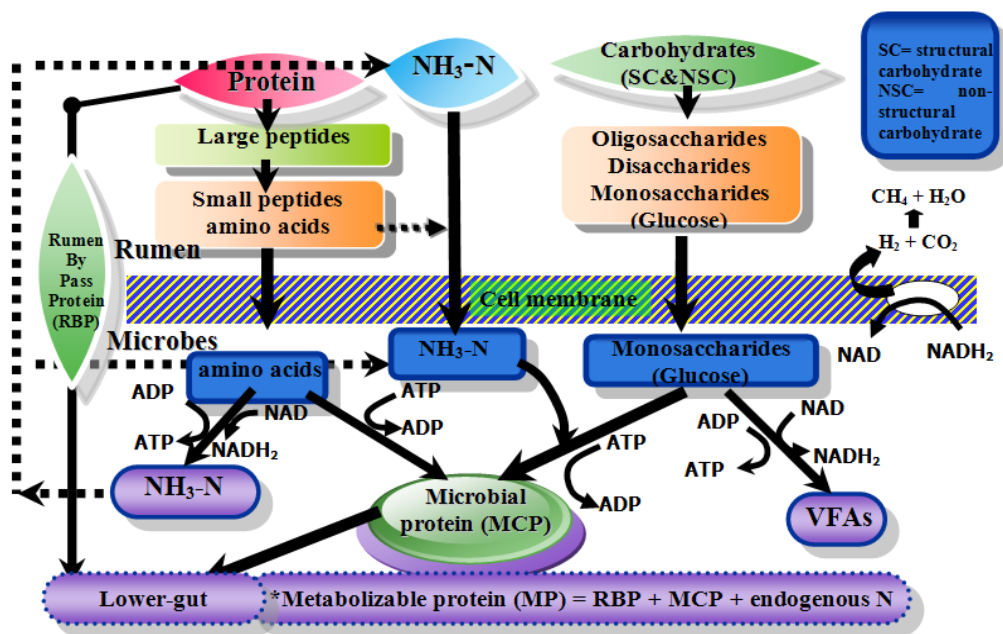 Protein
NH₃-N
Carbohydrates
(SC&NSC)
SC= structural
carbohydrate
NSC= non-
structural
carbohydrate
Large peptides
Oligosaccharides
Disaccharides
Monosaccharides
(Glucose)
Small peptides
amino acids
CH₄ + H₂O
H₂ + CO₂
Rumen
By
Pass
Protein
(RBP)
Rumen
Cell membrane
Microbes
NH₃-N
Monosaccharides
(Glucose)
NAD
NADH₂
amino acids
ADP
ATP
NAD
NADH₂
ATP
ADP
ATP
ADP
ADP
ATP
NAD
NADH₂
NH₃-N
Microbial
protein (MCP)
VFAs
Lower-gut
*Metabolizable protein (MP) = RBP + MCP + endogenous N